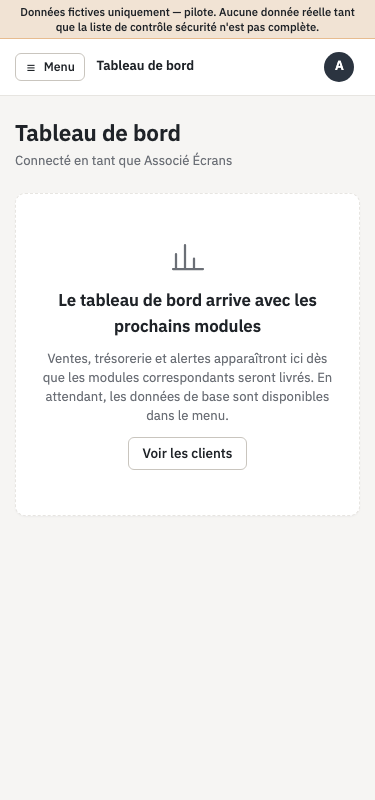 Données fictives uniquement — pilote. Aucune donnée réelle tant
que la liste de contrôle sécurité n'est pas complète.
≡ Menu
Tableau de bord
A
Tableau de bord
Connecté en tant que Associé Écrans
Le tableau de bord arrive avec les
prochains modules
Ventes, trésorerie et alertes apparaîtront ici dès
que les modules correspondants seront livrés. En
attendant, les données de base sont disponibles
dans le menu.
Voir les clients